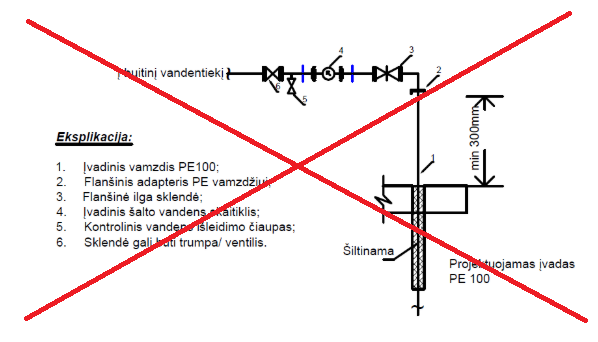 4
3
Į buitinį vandentiekį
2
6
5
min 300mm
Eksplikacija:
1
1. Įvadinis vamzdis PE100;
2. Flanšinis adapteris PE vamzdžiui;
3. Flanšinė ilga sklendė;
4. Įvadinis šalto vandens skaitiklis;
5. Kontrolinis vandens išleidimo čiaupas;
6. Sklendė gali būti trumpa/ ventilis.
Šiltinama
Projektuojamas įvadas
PE 100